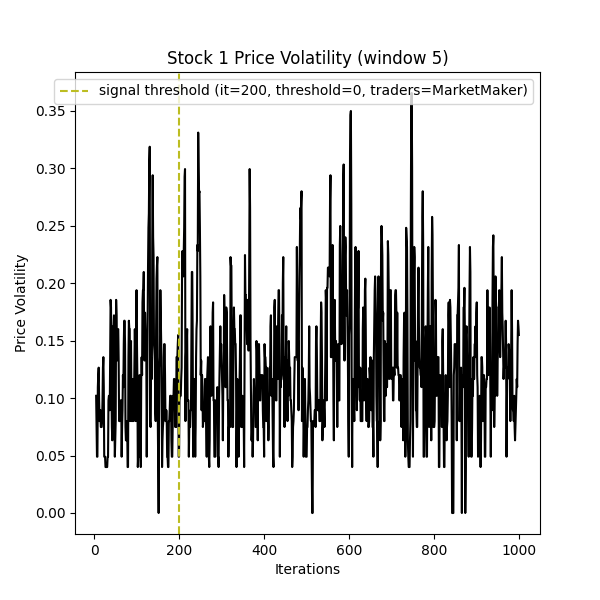 Stock 1 Price Volatility (window 5)
signal threshold (it=200, threshold=0, traders=MarketMaker)
0.35
0.30
0.25
0.20
0.15
0.10
0.05
0.00
Price Volatility
0 200 400 600 800 1000
Iterations